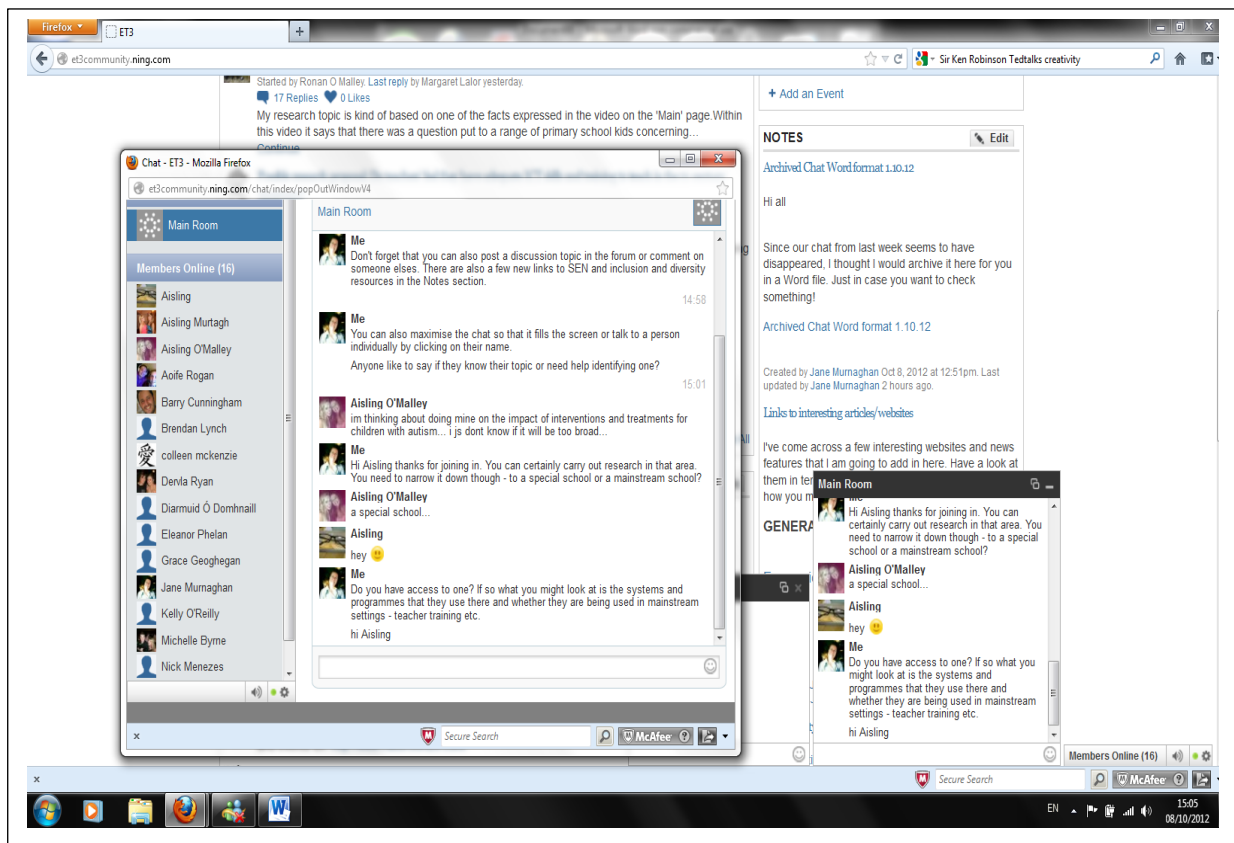 Firefox
ET3
et3community.ning.com
Sir Ken Robinson Tedtalks creativity
Started by Ronan O Malley. Last reply by Margaret Lalor yesterday.
17 Replies 0 Likes
My research topic is kind of based on one of the facts expressed in the video on the 'Main' page.Within
this video it says that there was a question put to a range of primary school kids concerning…
Continue
+ Add an Event
NOTES
Edit
Archived Chat Word format 1.10.12
Hi all
Since our chat from last week seems to have
disappeared, I thought I would archive it here for you
in a Word file. Just in case you want to check
something!
Archived Chat Word format 1.10.12
Created by Jane Murnaghan Oct 8, 2012 at 12:51pm. Last
updated by Jane Murnaghan 2 hours ago.
Links to interesting articles/websites
I've come across a few interesting websites and news
features that I am going to add in here. Have a look at
them in
how you m
GENERA
Chat - ET3 - Mozilla Firefox
et3community.ning.com/chat/index/popOutWindowV4
Main Room
Members Online (16)
Aisling
Aisling Murtagh
Aisling O'Malley
Aoife Rogan
Barry Cunningham
Brendan Lynch
愛 colleen mckenzie
Dervla Ryan
Diarmuid Ó Domhnaill
Eleanor Phelan
Grace Geoghegan
Jane Murnaghan
Kelly O'Reilly
Michelle Byrne
Nick Menezes
Main Room
Me
Don't forget that you can also post a discussion topic in the forum or comment on
someone elses. There are also a few new links to SEN and inclusion and diversity
resources in the Notes section.
14:58
Me
You can also maximise the chat so that it fills the screen or talk to a person
individually by clicking on their name.
Anyone like to say if they know their topic or need help identifying one?
15:01
Aisling O'Malley
im thinking about doing mine on the impact of interventions and treatments for
children with autism... i js dont know if it will be too broad...
Me
Hi Aisling thanks for joining in. You can certainly carry out research in that area.
You need to narrow it down though - to a special school or a mainstream school?
Aisling O'Malley
a special school...
Aisling
hey
Me
Do you have access to one? If so what you might look at is the systems and
programmes that they use there and whether they are being used in mainstream
settings - teacher training etc.
hi Aisling
x
Secure Search
McAfee
Main Room
Me
Hi Aisling thanks for joining in. You can
certainly carry out research in that area. You
need to narrow it down though - to a special
school or a mainstream school?
Aisling O'Malley
a special school...
Aisling
hey
Me
Do you have access to one? If so what you
might look at is the systems and
programmes that they use there and
whether they are being used in mainstream
settings - teacher training etc.
hi Aisling
Members Online (16)
x
Secure Search
McAfee
EN
15:05
08/10/2012